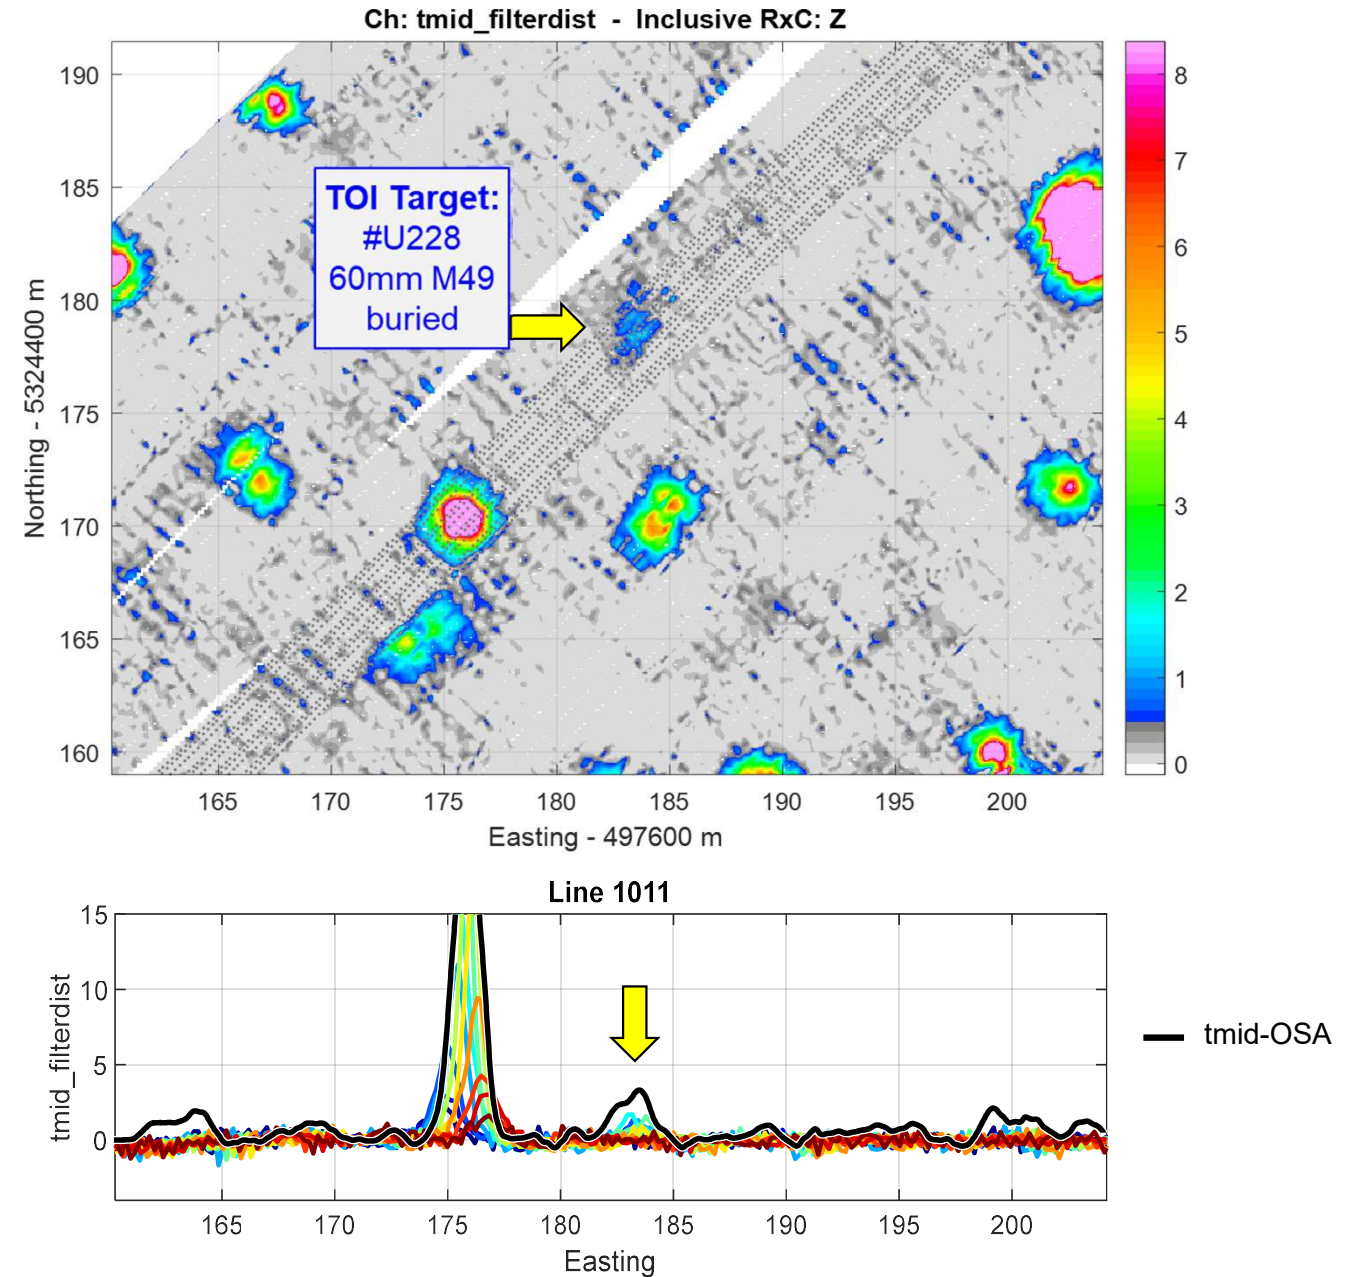 Ch: tmid_filterdist - Inclusive RxC: Z
190
185
180
175
170
165
160
Northing - 5324400 m
TOI Target:
#U228
60mm M49
buried
165 170 175 180 185 190 195 200
Easting - 497600 m
8
7
6
5
4
3
2
1
0
Line 1011
15
10
5
0
tmid_filterdist
165 170 175 180 185 190 195 200
Easting
tmid-OSA